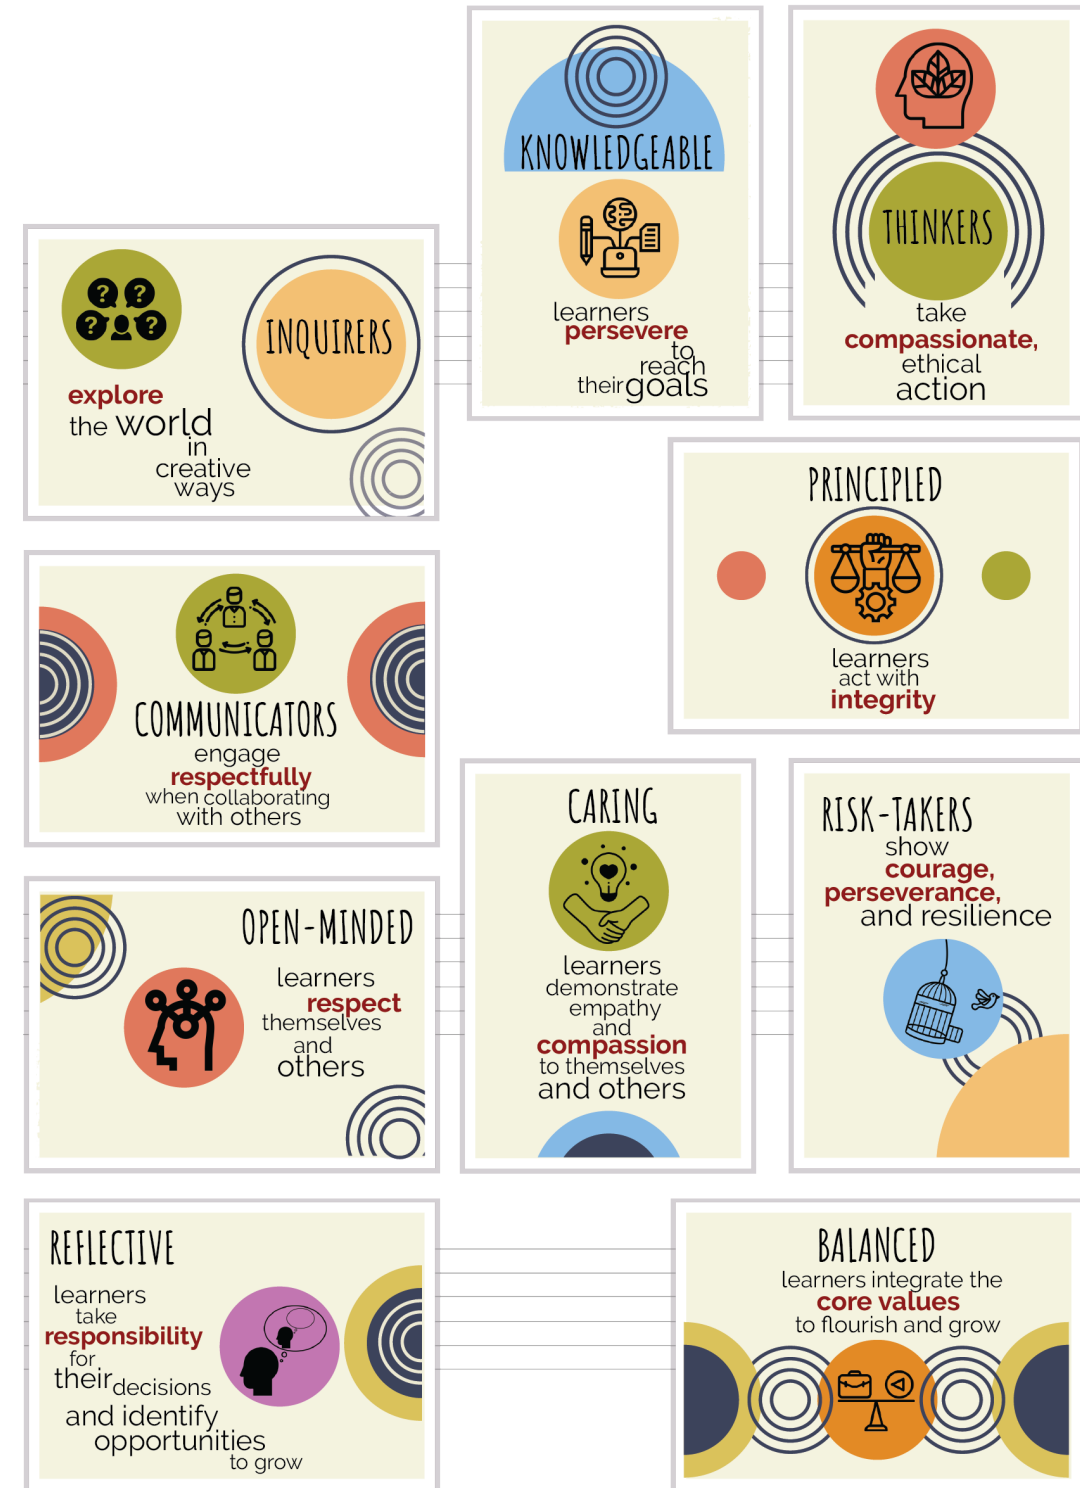 KNOWLEDGEABLE
learners
persevere
to
reach
their goals
THINKERS
take
compassionate,
ethical
action
INQUIRERS
? ?
? ?
explore
the world
in
creative
ways
PRINCIPLED
learners
act with
integrity
COMMUNICATORS
engage
respectfully
when collaborating
with others
CARING
learners
demonstrate
empathy
and
compassion
to themselves
and others
RISK-TAKERS
show
courage,
perseverance,
and resilience
OPEN-MINDED
learners
respect
themselves
and
others
REFLECTIVE
learners
take
responsibility
for
their decisions
and identify
opportunities
to grow
BALANCED
learners integrate the
core values
to flourish and grow